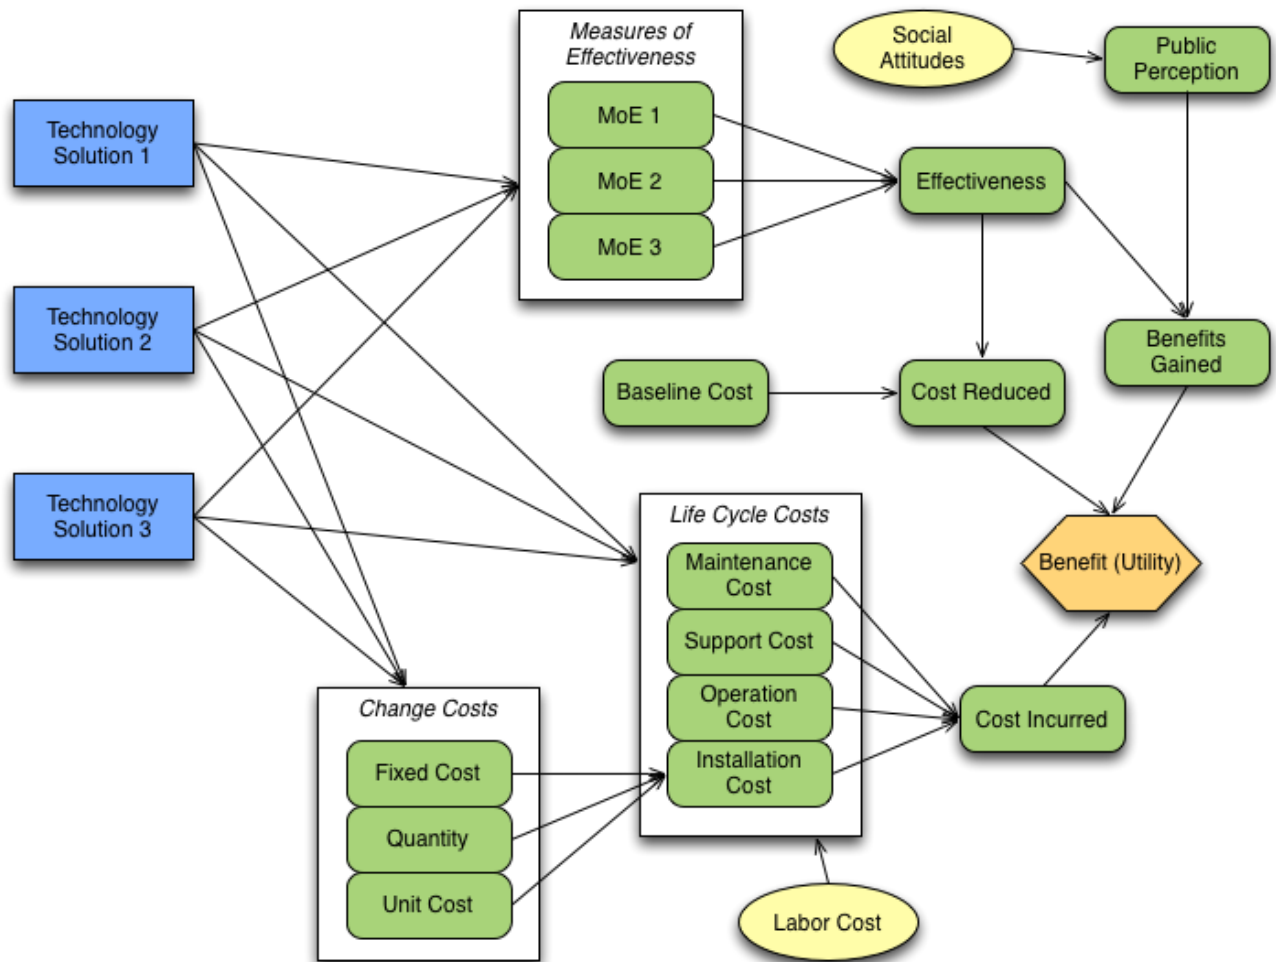 Measures of
Effectiveness
MoE 1
MoE 2
MoE 3
Social
Attitudes
Public
Perception
Technology
Solution 1
Effectiveness
Technology
Solution 2
Benefits
Gained
Baseline Cost
Cost Reduced
Technology
Solution 3
Life Cycle Costs
Maintenance
Cost
Support Cost
Operation
Cost
Installation
Cost
Benefit (Utility)
Cost Incurred
Change Costs
Fixed Cost
Quantity
Unit Cost
Labor Cost